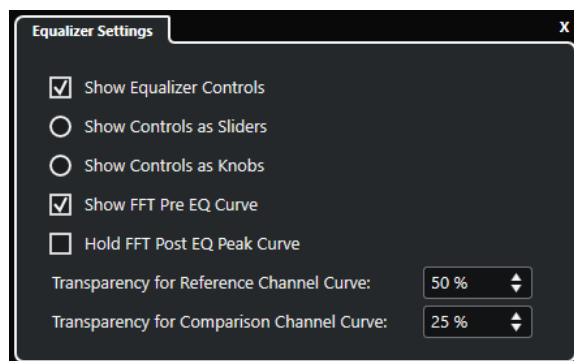 Equalizer Settings X
Show Equalizer Controls
Show Controls as Sliders
Show Controls as Knobs
Show FFT Pre EQ Curve
Hold FFT Post EQ Peak Curve
Transparency for Reference Channel Curve: 50 %
Transparency for Comparison Channel Curve: 25 %